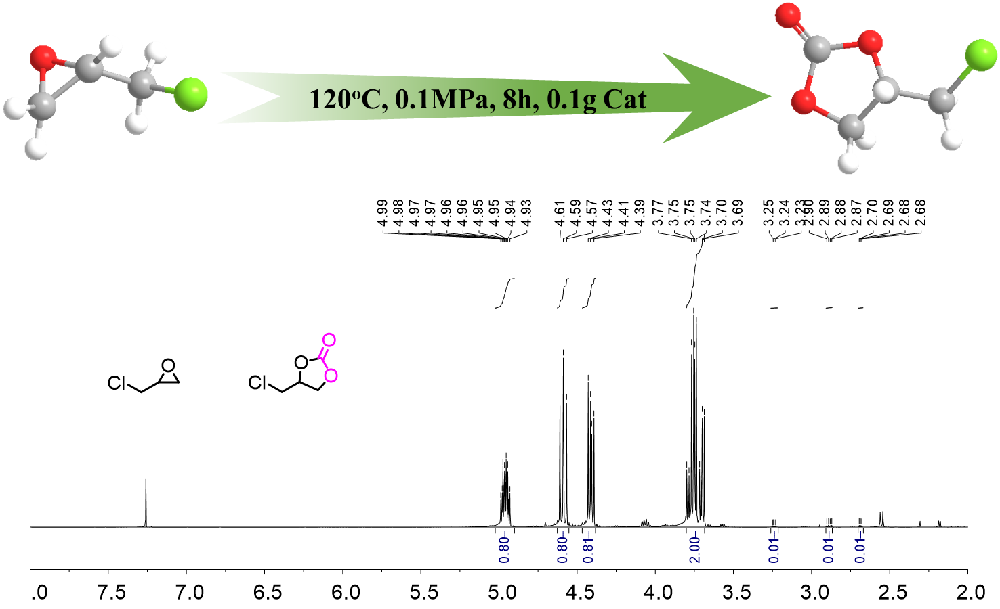 120°C, 0.1MPa, 8h, 0.1g Cat
4.99 4.98 4.97 4.97 4.96 4.96 4.95 4.95 4.94 4.93 4.61 4.59 4.57 4.43 4.41 4.39 3.77 3.75 3.75 3.74 3.70 3.69 3.25 3.24 3.23 2.90 2.89 2.88 2.87 2.70 2.69 2.68 2.68
O
Cl
O
O
O
Cl
0.80 0.80 0.81 2.00 0.01 0.01 0.01
.0 7.5 7.0 6.5 6.0 5.5 5.0 4.5 4.0 3.5 3.0 2.5 2.0